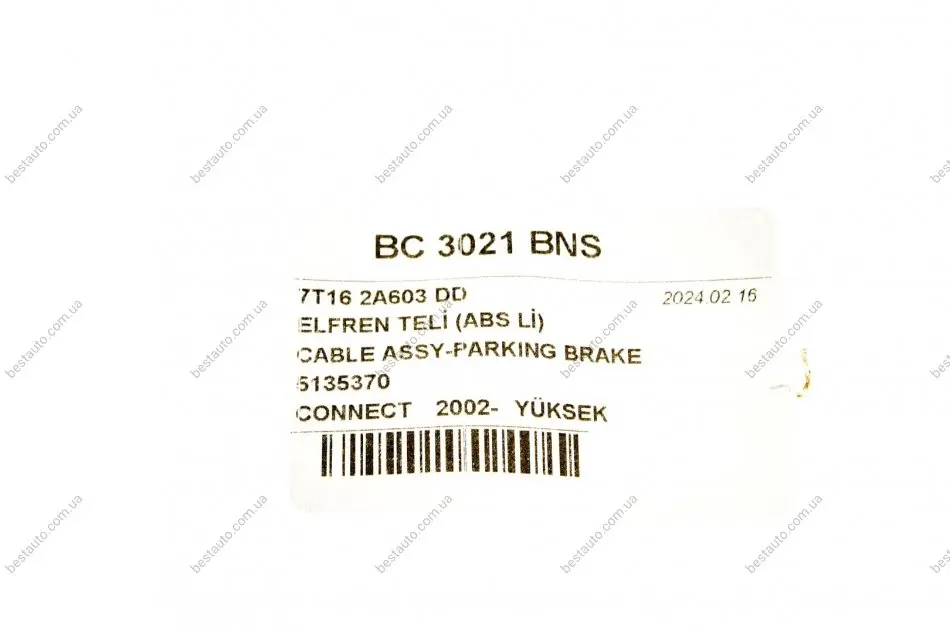 BC 3021 BNS
7T16 2A603 DD 2024.02 16
ELFREN TELİ (ABS Lİ)
CABLE ASSY-PARKING BRAKE
5135370
CONNECT 2002- YÜKSEK
bestauto.com.ua